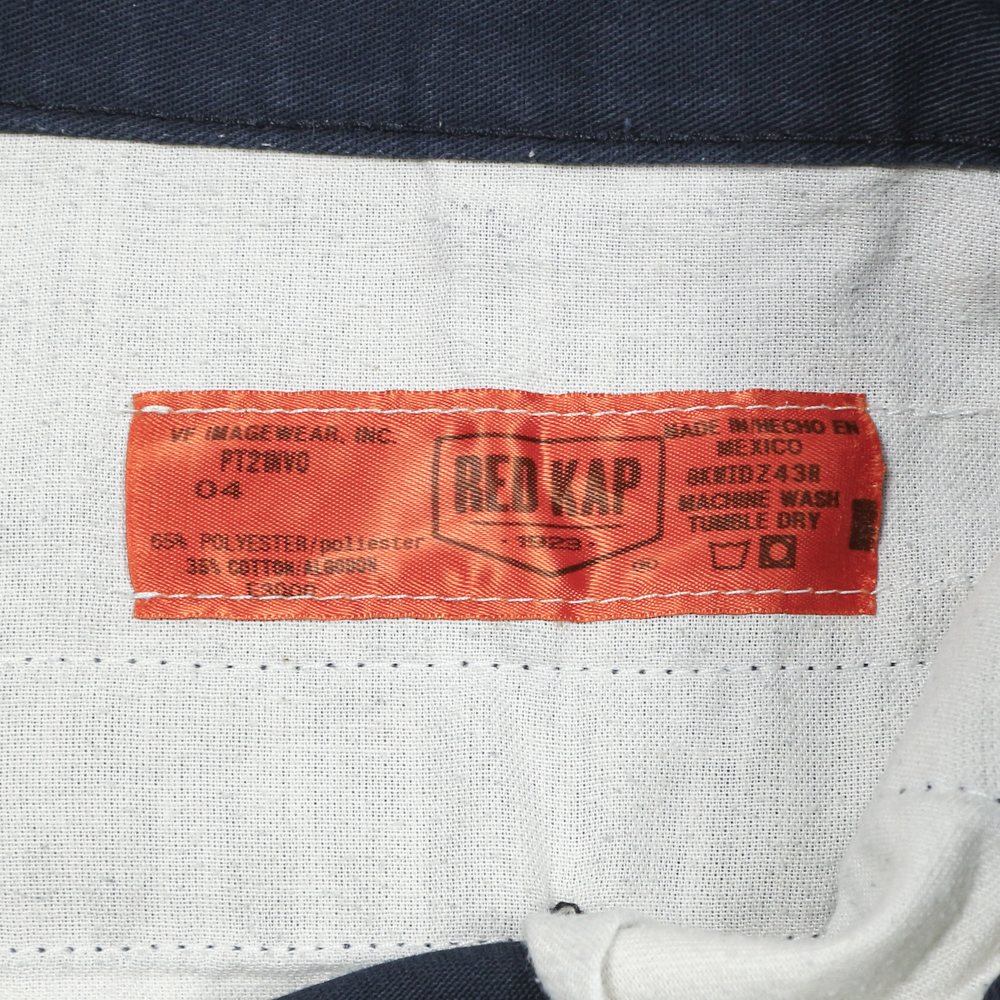 VF IMAGEWEAR, INC.
04
65% POLYESTER/poliester
35% COTTON/ALGODON
RED KAP
1923
®
MADE IN/HECHO EN
MEXICO
MACHINE WASH
TUMBLE DRY